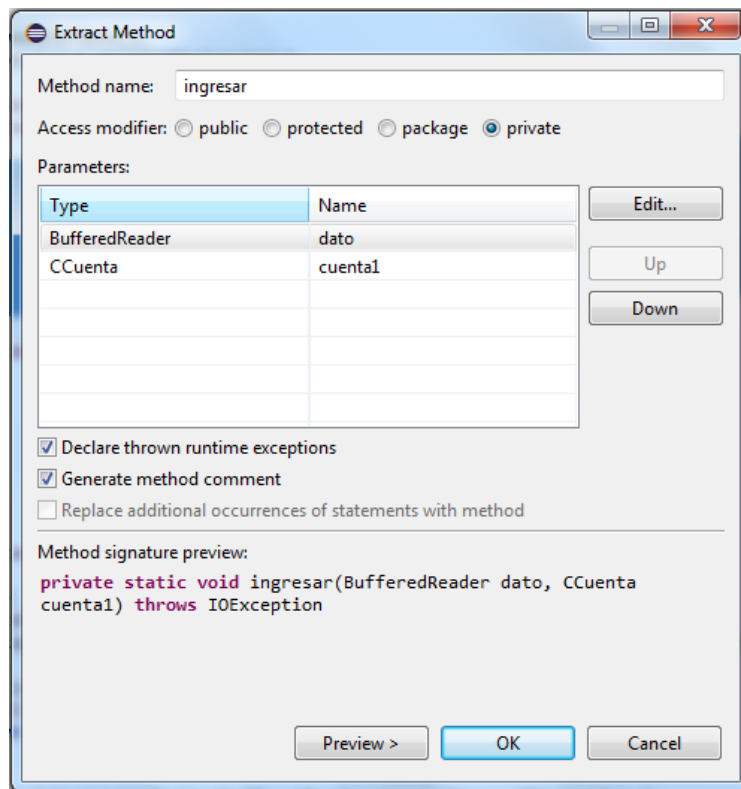 Extract Method
Method name: ingresar
Access modifier: public protected package private
Parameters:
Type Name
BufferedReader dato
CCuenta cuenta1
Edit...
Up
Down
Declare thrown runtime exceptions
Generate method comment
Replace additional occurrences of statements with method
Method signature preview:
private static void ingresar(BufferedReader dato, CCuenta
cuenta1) throws IOException
Preview > OK Cancel